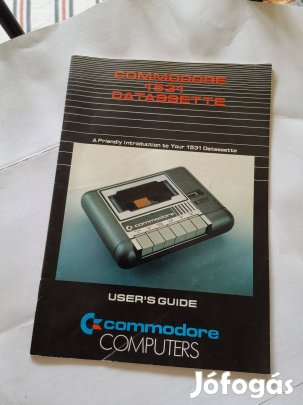 COMMODORE
1531
DATASSETTE
A Friendly Introduction to Your 1531 Datassette
commodore
USER'S GUIDE
commodore
COMPUTERS
Jófogás